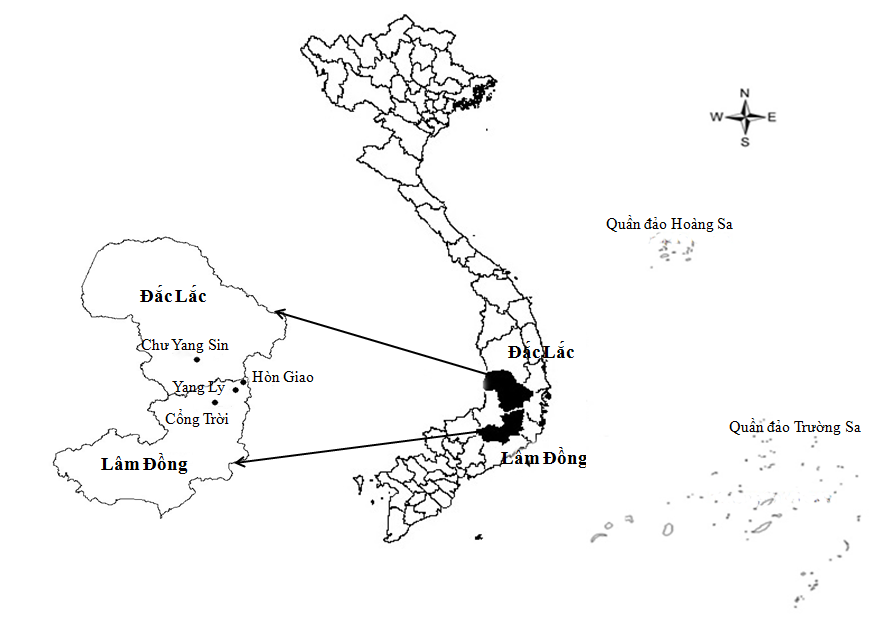 N
W E
S
Quần đảo Hoàng Sa
Đắc Lắc
Chư Yang Sin
Đắc Lắc
Hòn Giao
Yang Ly
Cổng Trời
Quần đảo Trường Sa
Lâm Đồng
Lâm Đồng